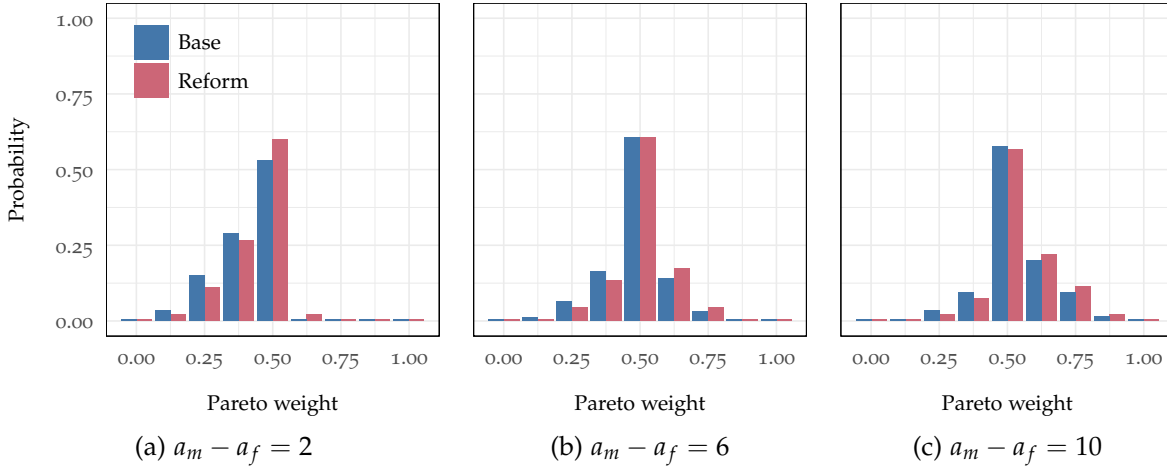 1.00
0.75
0.50
0.25
0.00
Probability
Base
Reform
0.00 0.25 0.50 0.75 1.00
Pareto weight
(a) a_m − a_f = 2
0.00 0.25 0.50 0.75 1.00
Pareto weight
(b) a_m − a_f = 6
0.00 0.25 0.50 0.75 1.00
Pareto weight
(c) a_m − a_f = 10